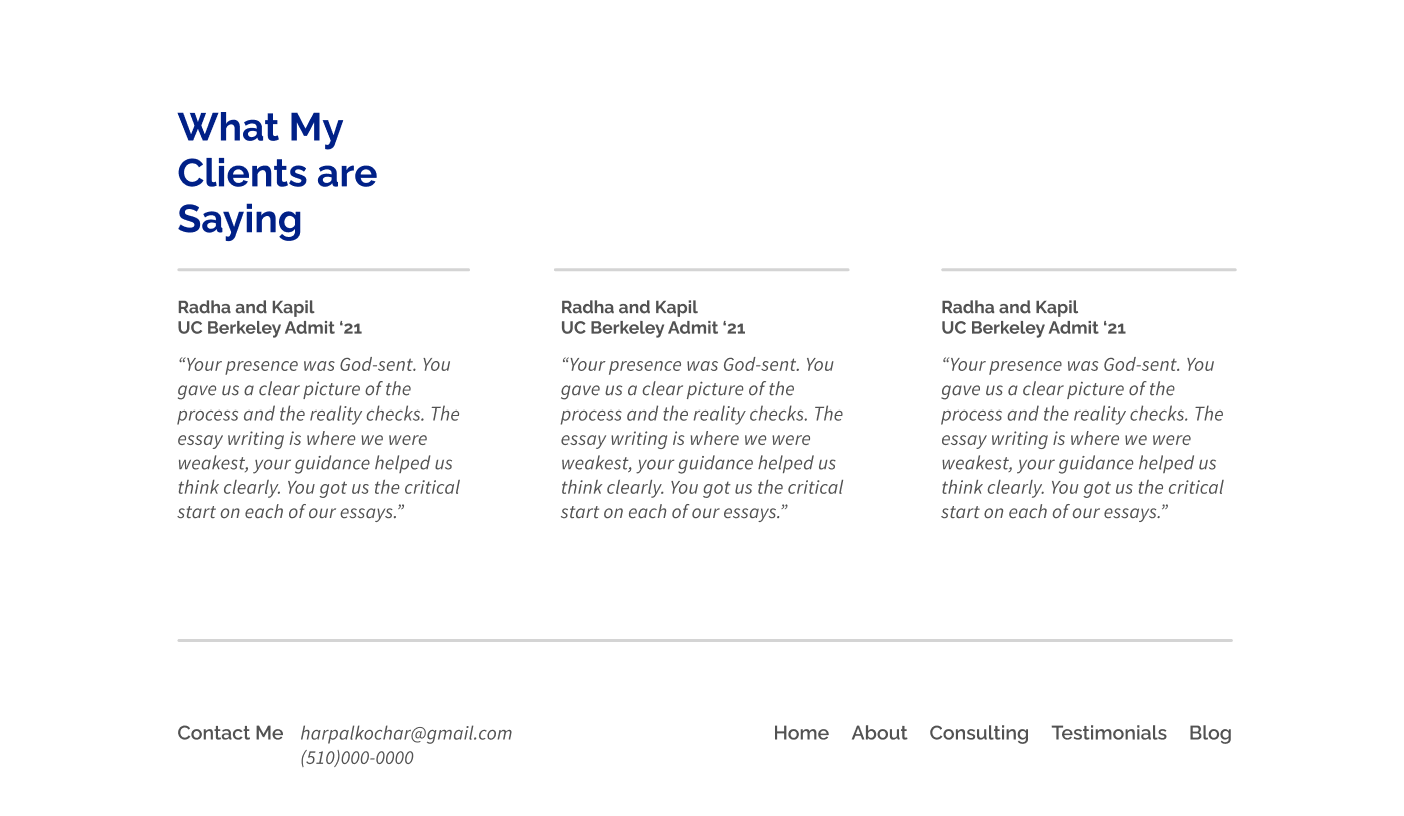 What My
Clients are
Saying
Radha and Kapil
UC Berkeley Admit ‘21
“Your presence was God-sent. You
gave us a clear picture of the
process and the reality checks. The
essay writing is where we were
weakest, your guidance helped us
think clearly. You got us the critical
start on each of our essays.”
Radha and Kapil
UC Berkeley Admit ‘21
“Your presence was God-sent. You
gave us a clear picture of the
process and the reality checks. The
essay writing is where we were
weakest, your guidance helped us
think clearly. You got us the critical
start on each of our essays.”
Radha and Kapil
UC Berkeley Admit ‘21
“Your presence was God-sent. You
gave us a clear picture of the
process and the reality checks. The
essay writing is where we were
weakest, your guidance helped us
think clearly. You got us the critical
start on each of our essays.”
Contact Me harpalkochar@gmail.com
(510)000-0000
Home About Consulting Testimonials Blog